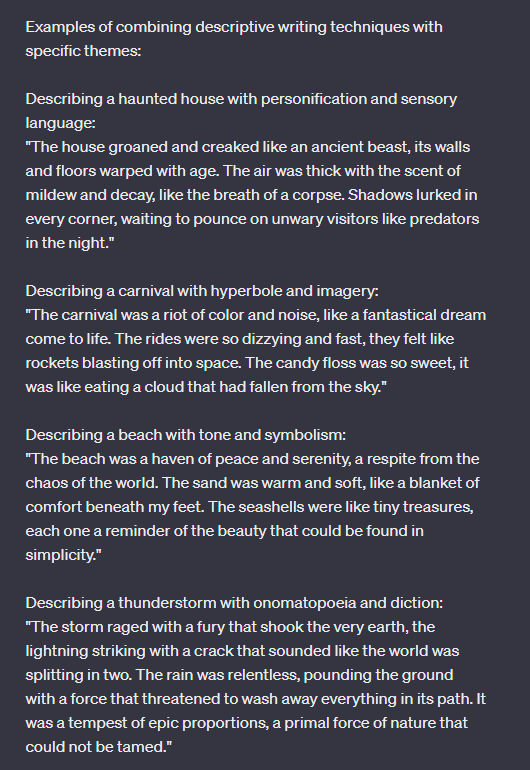 Examples of combining descriptive writing techniques with
specific themes:
Describing a haunted house with personification and sensory
language:
"The house groaned and creaked like an ancient beast, its walls
and floors warped with age. The air was thick with the scent of
mildew and decay, like the breath of a corpse. Shadows lurked in
every corner, waiting to pounce on unwary visitors like predators
in the night."
Describing a carnival with hyperbole and imagery:
"The carnival was a riot of color and noise, like a fantastical dream
come to life. The rides were so dizzying and fast, they felt like
rockets blasting off into space. The candy floss was so sweet, it
was like eating a cloud that had fallen from the sky."
Describing a beach with tone and symbolism:
"The beach was a haven of peace and serenity, a respite from the
chaos of the world. The sand was warm and soft, like a blanket of
comfort beneath my feet. The seashells were like tiny treasures,
each one a reminder of the beauty that could be found in
simplicity."
Describing a thunderstorm with onomatopoeia and diction:
"The storm raged with a fury that shook the very earth, the
lightning striking with a crack that sounded like the world was
splitting in two. The rain was relentless, pounding the ground
with a force that threatened to wash away everything in its path. It
was a tempest of epic proportions, a primal force of nature that
could not be tamed."